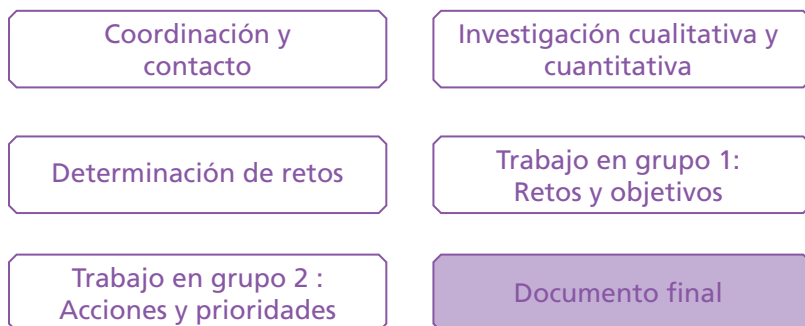 Coordinación y
contacto
Investigación cualitativa y
cuantitativa
Determinación de retos
Trabajo en grupo 1:
Retos y objetivos
Trabajo en grupo 2 :
Acciones y prioridades
Documento final